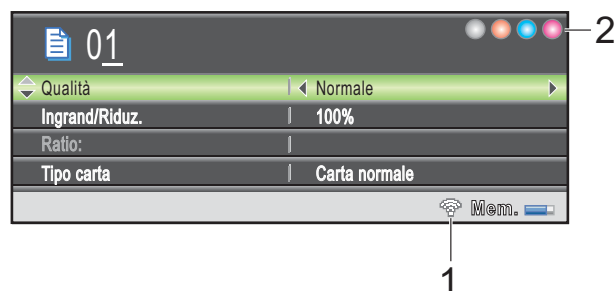 01
2
Qualità Normale
Ingrand/Riduz. 100%
Ratio:
Tipo carta Carta normale
Mem.
1